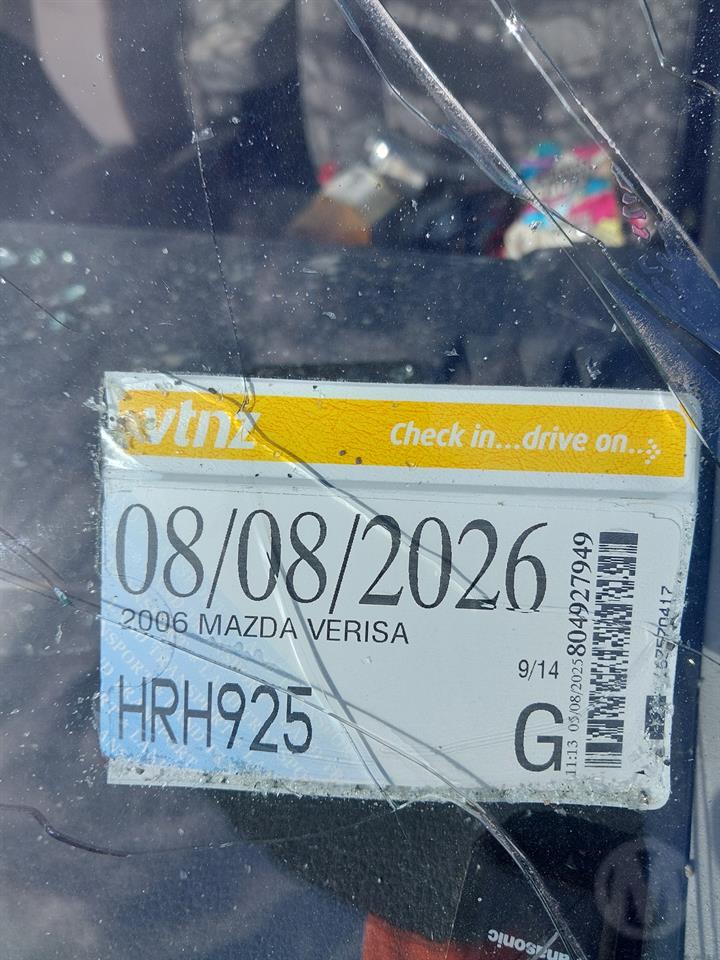 vtnz
Check in...drive on...
08/08/2026
2006 MAZDA VERISA
9/14
HRH925
G
11:13 05/08/2025
804927949
Panasonic
M